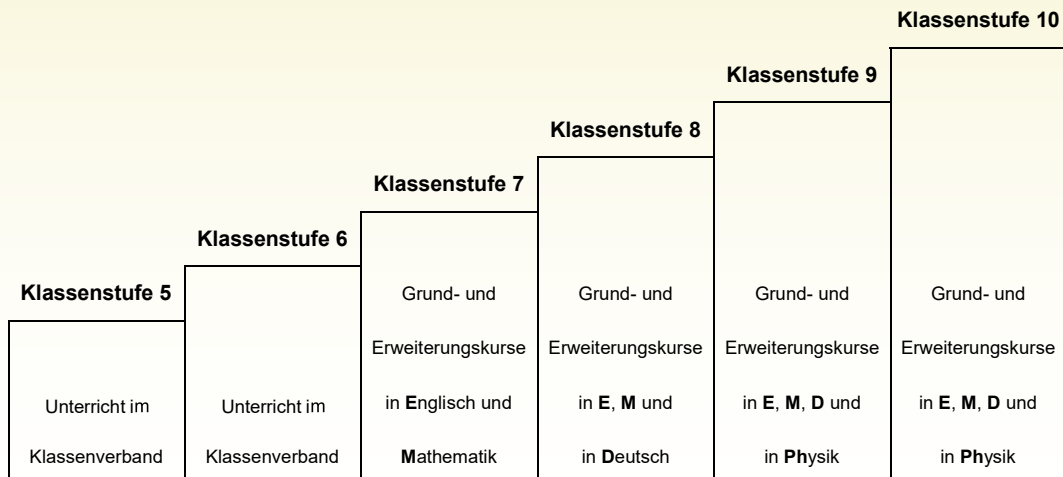 Klassenstufe 5
Unterricht im
Klassenverband
Klassenstufe 6
Unterricht im
Klassenverband
Klassenstufe 7
Grund- und
Erweiterungskurse
in Englisch und
Mathematik
Klassenstufe 8
Grund- und
Erweiterungskurse
in E, M und
in Deutsch
Klassenstufe 9
Grund- und
Erweiterungskurse
in E, M, D und
in Physik
Klassenstufe 10
Grund- und
Erweiterungskurse
in E, M, D und
in Physik